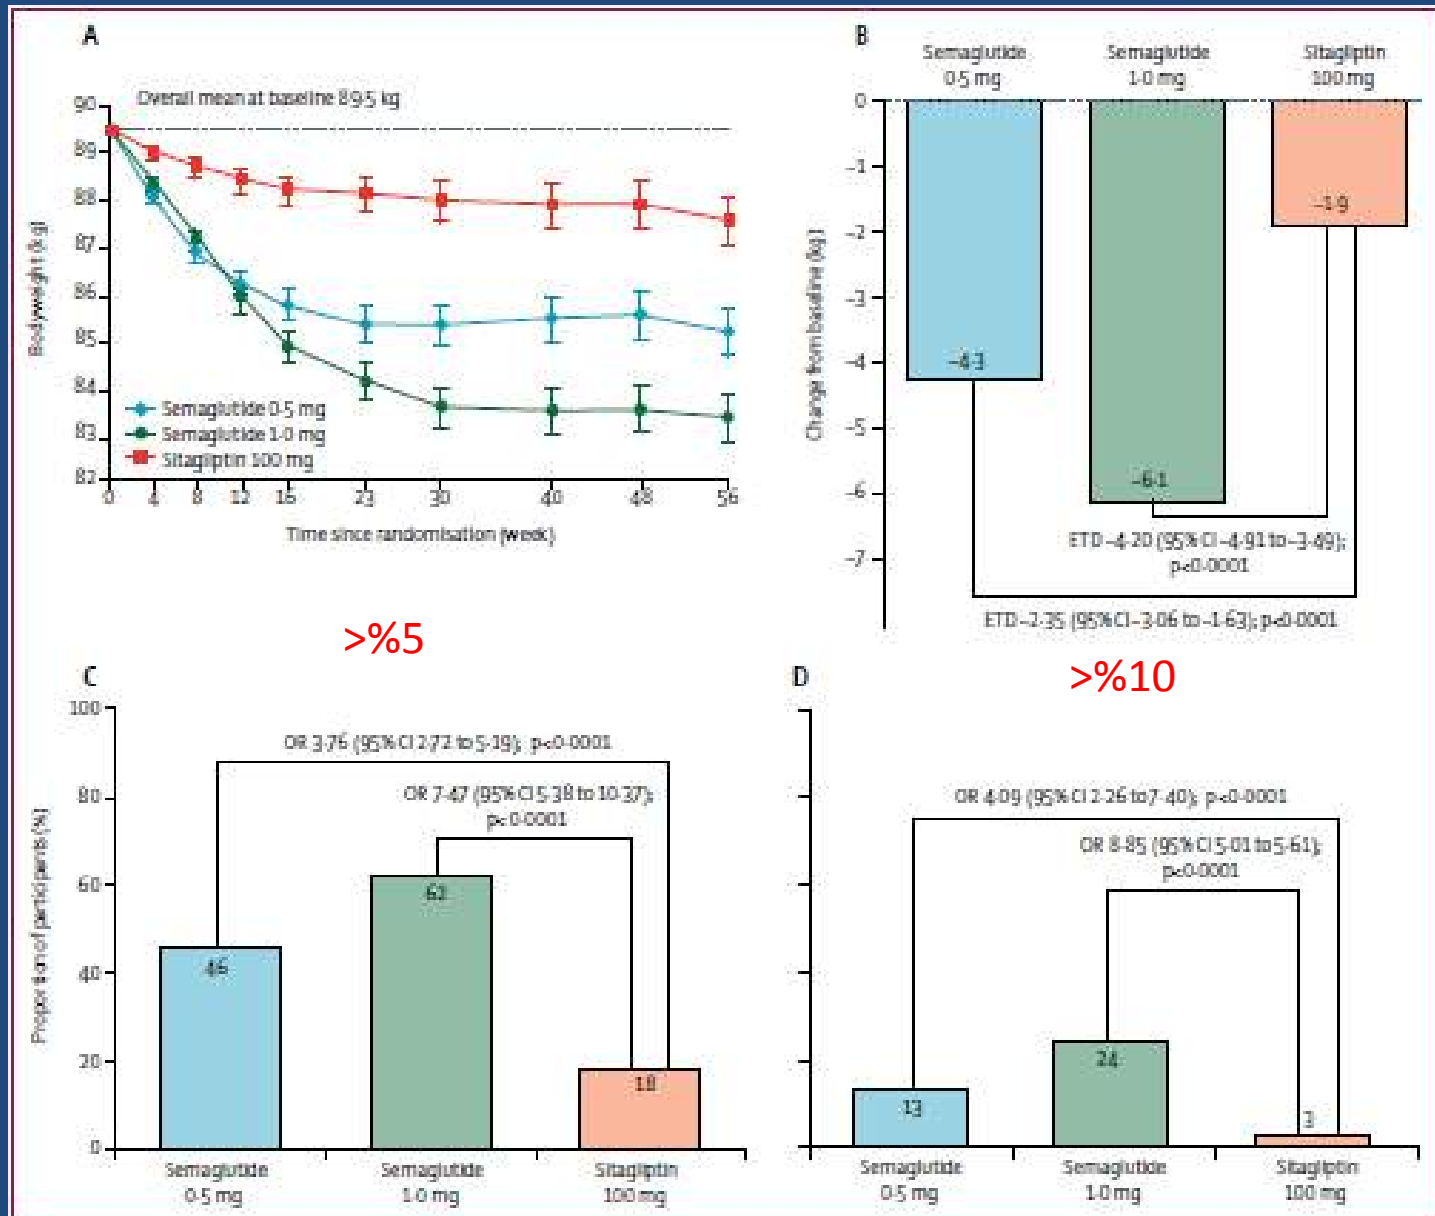 A
Overall mean at baseline 89·5 kg
90
89
88
87
86
85
84
83
82
Bodyweight (kg)
Semaglutide 0·5 mg
Semaglutide 1·0 mg
Sitagliptin 100 mg
0 4 8 12 16 23 30 40 48 56
Time since randomisation (week)
B
Semaglutide
0·5 mg
Semaglutide
1·0 mg
Sitagliptin
100 mg
0
–1
–2
–3
–4
–5
–6
–7
Change from baseline (kg)
–4·3
–6·1
–1·9
ETD –4·20 (95% CI –4·91 to –3·49);
p<0·0001
ETD –2·35 (95% CI –3·06 to –1·63); p<0·0001
>%5
C
100
80
60
40
20
0
Proportion of participants (%)
OR 3·76 (95% CI 2·72 to 5·19); p<0·0001
OR 7·47 (95% CI 5·38 to 10·37);
p<0·0001
46
62
18
Semaglutide
0·5 mg
Semaglutide
1·0 mg
Sitagliptin
100 mg
>%10
D
OR 4·09 (95% CI 2·26 to 7·40); p<0·0001
OR 8·85 (95% CI 5·01 to 5·61);
p<0·0001
13
24
3
Semaglutide
0·5 mg
Semaglutide
1·0 mg
Sitagliptin
100 mg